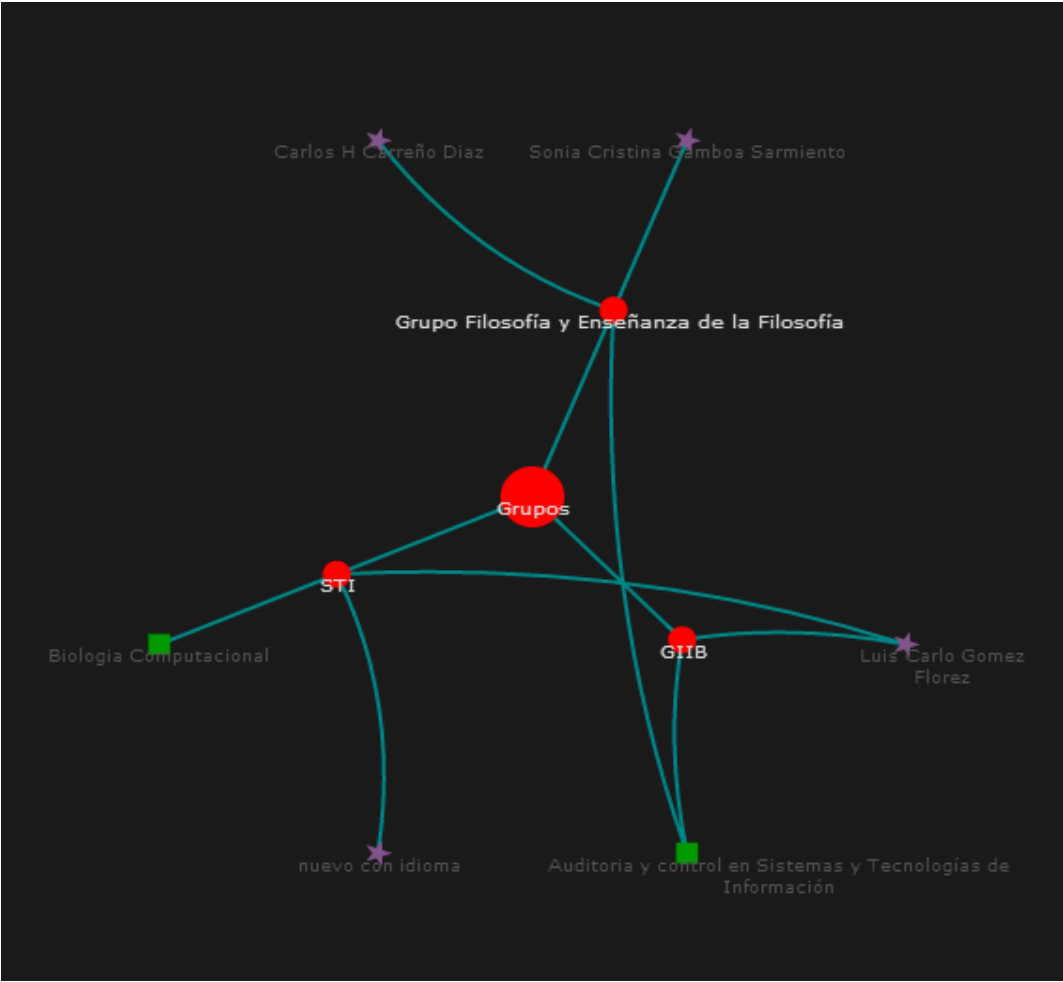 Carlos H Carreño Diaz
Sonia Cristina Gamboa Sarmiento
Grupo Filosofía y Enseñanza de la Filosofía
Grupos
STI
Biologia Computacional
GIIB
Luis Carlo Gomez
Florez
nuevo con idioma
Auditoria y control en Sistemas y Tecnologías de
Información